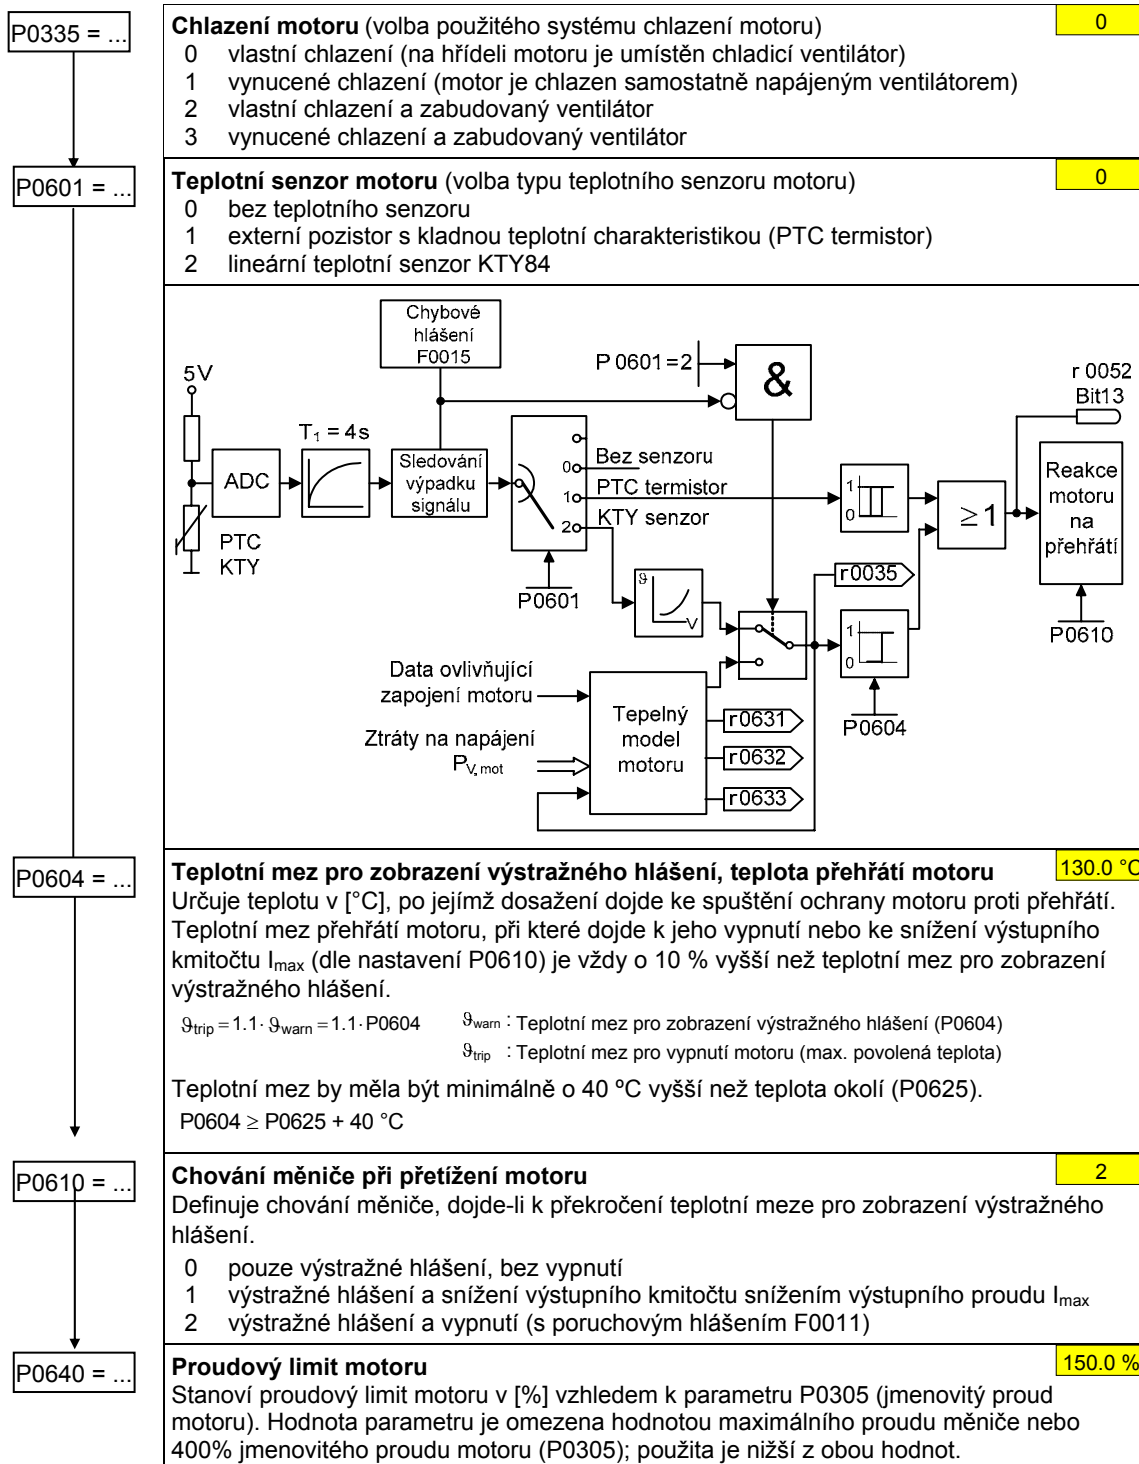 P0335 = ...
Chlazení motoru (volba použitého systému chlazení motoru)
0
0 vlastní chlazení (na hřídeli motoru je umístěn chladicí ventilátor)
1 vynucené chlazení (motor je chlazen samostatně napájeným ventilátorem)
2 vlastní chlazení a zabudovaný ventilátor
3 vynucené chlazení a zabudovaný ventilátor
P0601 = ...
Teplotní senzor motoru (volba typu teplotního senzoru motoru)
0
0 bez teplotního senzoru
1 externí pozistor s kladnou teplotní charakteristikou (PTC termistor)
2 lineární teplotní senzor KTY84
Chybové
hlášení
F0015
P 0601=2
&
r 0052
Bit13
5V
T₁ = 4s
ADC
Sledování
výpadku
signálu
0
1
2
Bez senzoru
PTC termistor
KTY senzor
1
0
≥1
Reakce
motoru
na
přehřátí
PTC
KTY
P0601
ϑ
V
r0035
1
0
P0610
P0604
Data ovlivňující
zapojení motoru
Ztráty na napájení
P_V, mot
Tepelný
model
motoru
r0631
r0632
r0633
P0604 = ...
Teplotní mez pro zobrazení výstražného hlášení, teplota přehřátí motoru
130.0 °C
Určuje teplotu v [°C], po jejímž dosažení dojde ke spuštění ochrany motoru proti přehřátí.
Teplotní mez přehřátí motoru, při které dojde k jeho vypnutí nebo ke snížení výstupního
kmitočtu Imax (dle nastavení P0610) je vždy o 10 % vyšší než teplotní mez pro zobrazení
výstražného hlášení.
ϑtrip = 1.1· ϑwarn = 1.1· P0604
ϑwarn : Teplotní mez pro zobrazení výstražného hlášení (P0604)
ϑtrip : Teplotní mez pro vypnutí motoru (max. povolená teplota)
Teplotní mez by měla být minimálně o 40 ºC vyšší než teplota okolí (P0625).
P0604 ≥ P0625 + 40 °C
P0610 = ...
Chování měniče při přetížení motoru
2
Definuje chování měniče, dojde-li k překročení teplotní meze pro zobrazení výstražného
hlášení.
0 pouze výstražné hlášení, bez vypnutí
1 výstražné hlášení a snížení výstupního kmitočtu snížením výstupního proudu Imax
2 výstražné hlášení a vypnutí (s poruchovým hlášením F0011)
P0640 = ...
Proudový limit motoru
150.0 %
Stanoví proudový limit motoru v [%] vzhledem k parametru P0305 (jmenovitý proud
motoru). Hodnota parametru je omezena hodnotou maximálního proudu měniče nebo
400% jmenovitého proudu motoru (P0305); použita je nižší z obou hodnot.